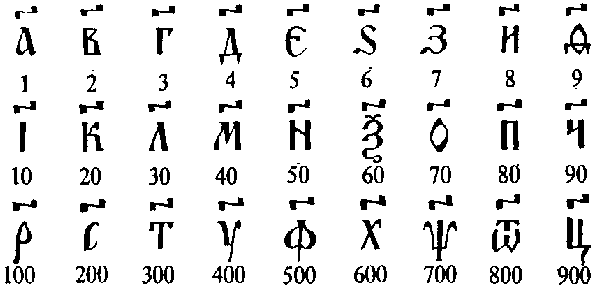 А҃ В҃ Г҃ Д҃ Є҃ Ѕ҃ З҃ И҃ Ѳ҃
1 2 3 4 5 6 7 8 9
І҃ К҃ Л҃ М҃ Н҃ Ѯ҃ О҃ П҃ Ч҃
10 20 30 40 50 60 70 80 90
Р҃ С҃ Т҃ У҃ Ф҃ Х҃ Ѱ҃ Ѿ҃ Ц҃
100 200 300 400 500 600 700 800 900